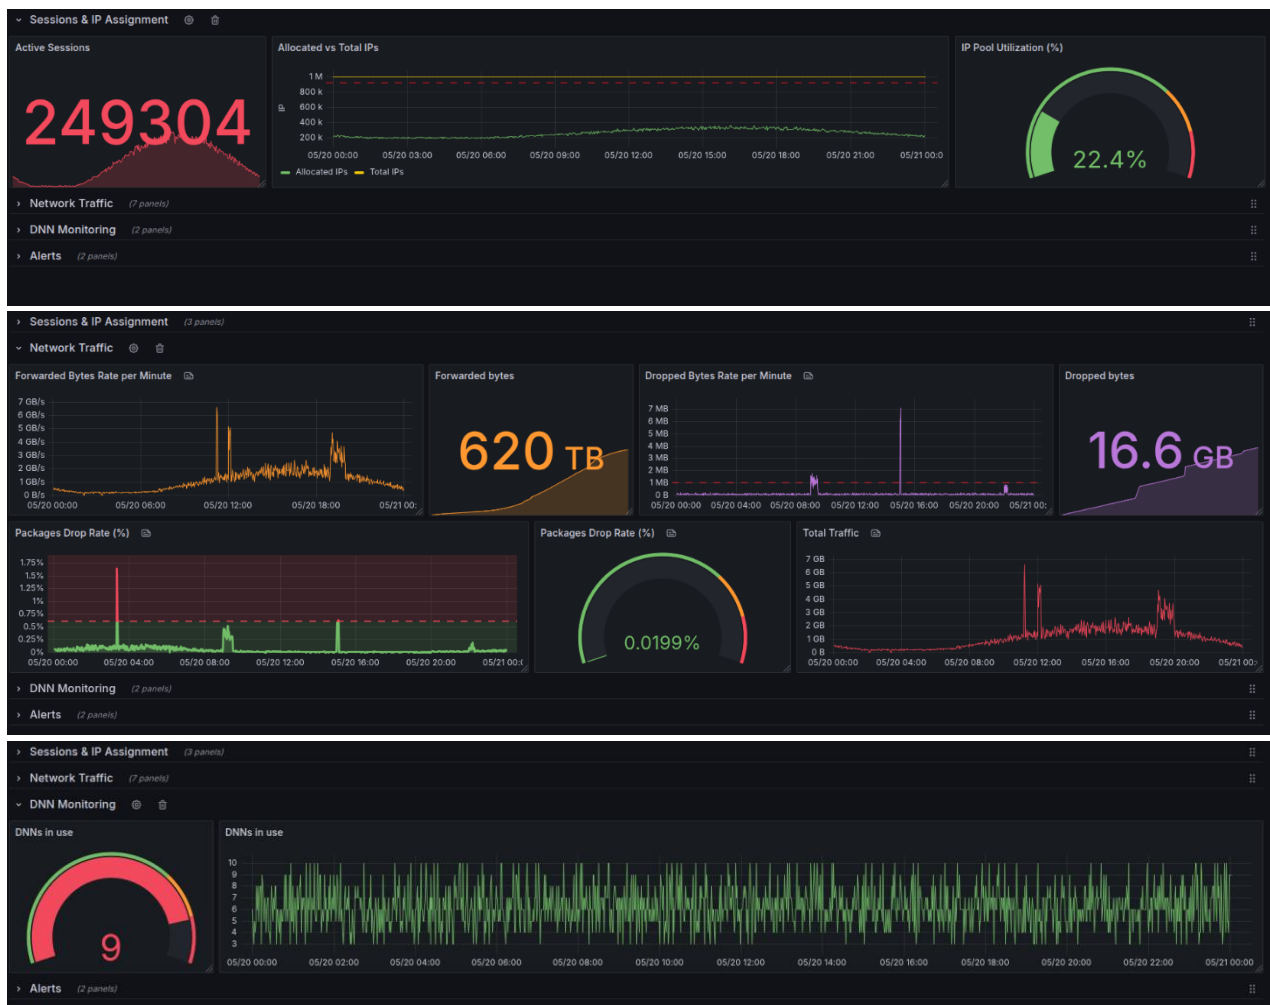 Sessions & IP Assignment
Active Sessions
249304
Allocated vs Total IPs
1 M
800 k
600 k
400 k
200 k
IP
05/20 00:00 05/20 03:00 05/20 06:00 05/20 09:00 05/20 12:00 05/20 15:00 05/20 18:00 05/20 21:00 05/21 00:0
Allocated IPs Total IPs
IP Pool Utilization (%)
22.4%
Network Traffic (7 panels)
DNN Monitoring (2 panels)
Alerts (2 panels)
Sessions & IP Assignment (3 panels)
Network Traffic
Forwarded Bytes Rate per Minute
7 GB/s
6 GB/s
5 GB/s
4 GB/s
3 GB/s
2 GB/s
1 GB/s
0 B/s
05/20 00:00 05/20 06:00 05/20 12:00 05/20 18:00 05/21 00:
Forwarded bytes
620 TB
Dropped Bytes Rate per Minute
7 MB
6 MB
5 MB
4 MB
3 MB
2 MB
1 MB
0 B
05/20 00:00 05/20 04:00 05/20 08:00 05/20 12:00 05/20 16:00 05/20 20:00 05/21 00:
Dropped bytes
16.6 GB
Packages Drop Rate (%)
1.75%
1.5%
1.25%
1%
0.75%
0.5%
0.25%
0%
05/20 00:00 05/20 04:00 05/20 08:00 05/20 12:00 05/20 16:00 05/20 20:00 05/21 00:0
Packages Drop Rate (%)
0.0199%
Total Traffic
7 GB
6 GB
5 GB
4 GB
3 GB
2 GB
1 GB
0 B
05/20 00:00 05/20 04:00 05/20 08:00 05/20 12:00 05/20 16:00 05/20 20:00 05/21 00:
DNN Monitoring (2 panels)
Alerts (2 panels)
Sessions & IP Assignment (3 panels)
Network Traffic (7 panels)
DNN Monitoring
DNNs in use
9
DNNs in use
10
9
8
7
6
5
4
3
05/20 00:00 05/20 02:00 05/20 04:00 05/20 06:00 05/20 08:00 05/20 10:00 05/20 12:00 05/20 14:00 05/20 16:00 05/20 18:00 05/20 20:00 05/20 22:00 05/21 00:00
Alerts (2 panels)